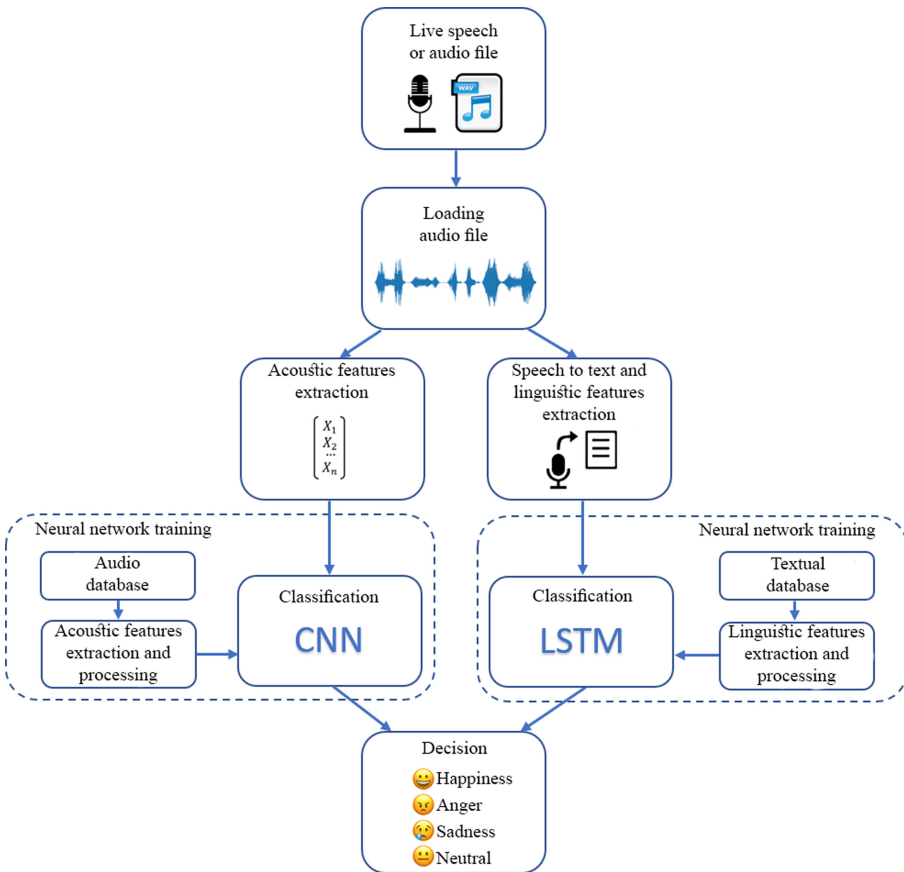 Live speech
or audio file
WAV
Loading
audio file
Acoustic features
extraction
X₁
X₂
...
Xₙ
Speech to text and
linguistic features
extraction
Neural network training
Audio
database
Acoustic features
extraction and
processing
Classification
CNN
Neural network training
Classification
LSTM
Textual
database
Linguistic features
extraction and
processing
Decision
Happiness
Anger
Sadness
Neutral